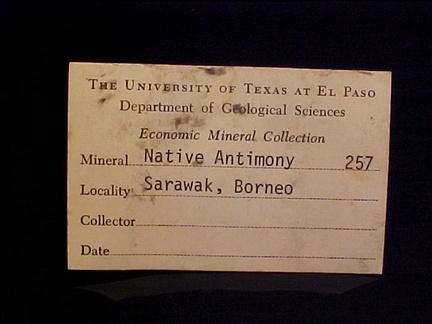 THE UNIVERSITY OF TEXAS AT EL PASO
Department of Geological Sciences
Economic Mineral Collection
Mineral Native Antimony 257
Locality Sarawak, Borneo
Collector
Date